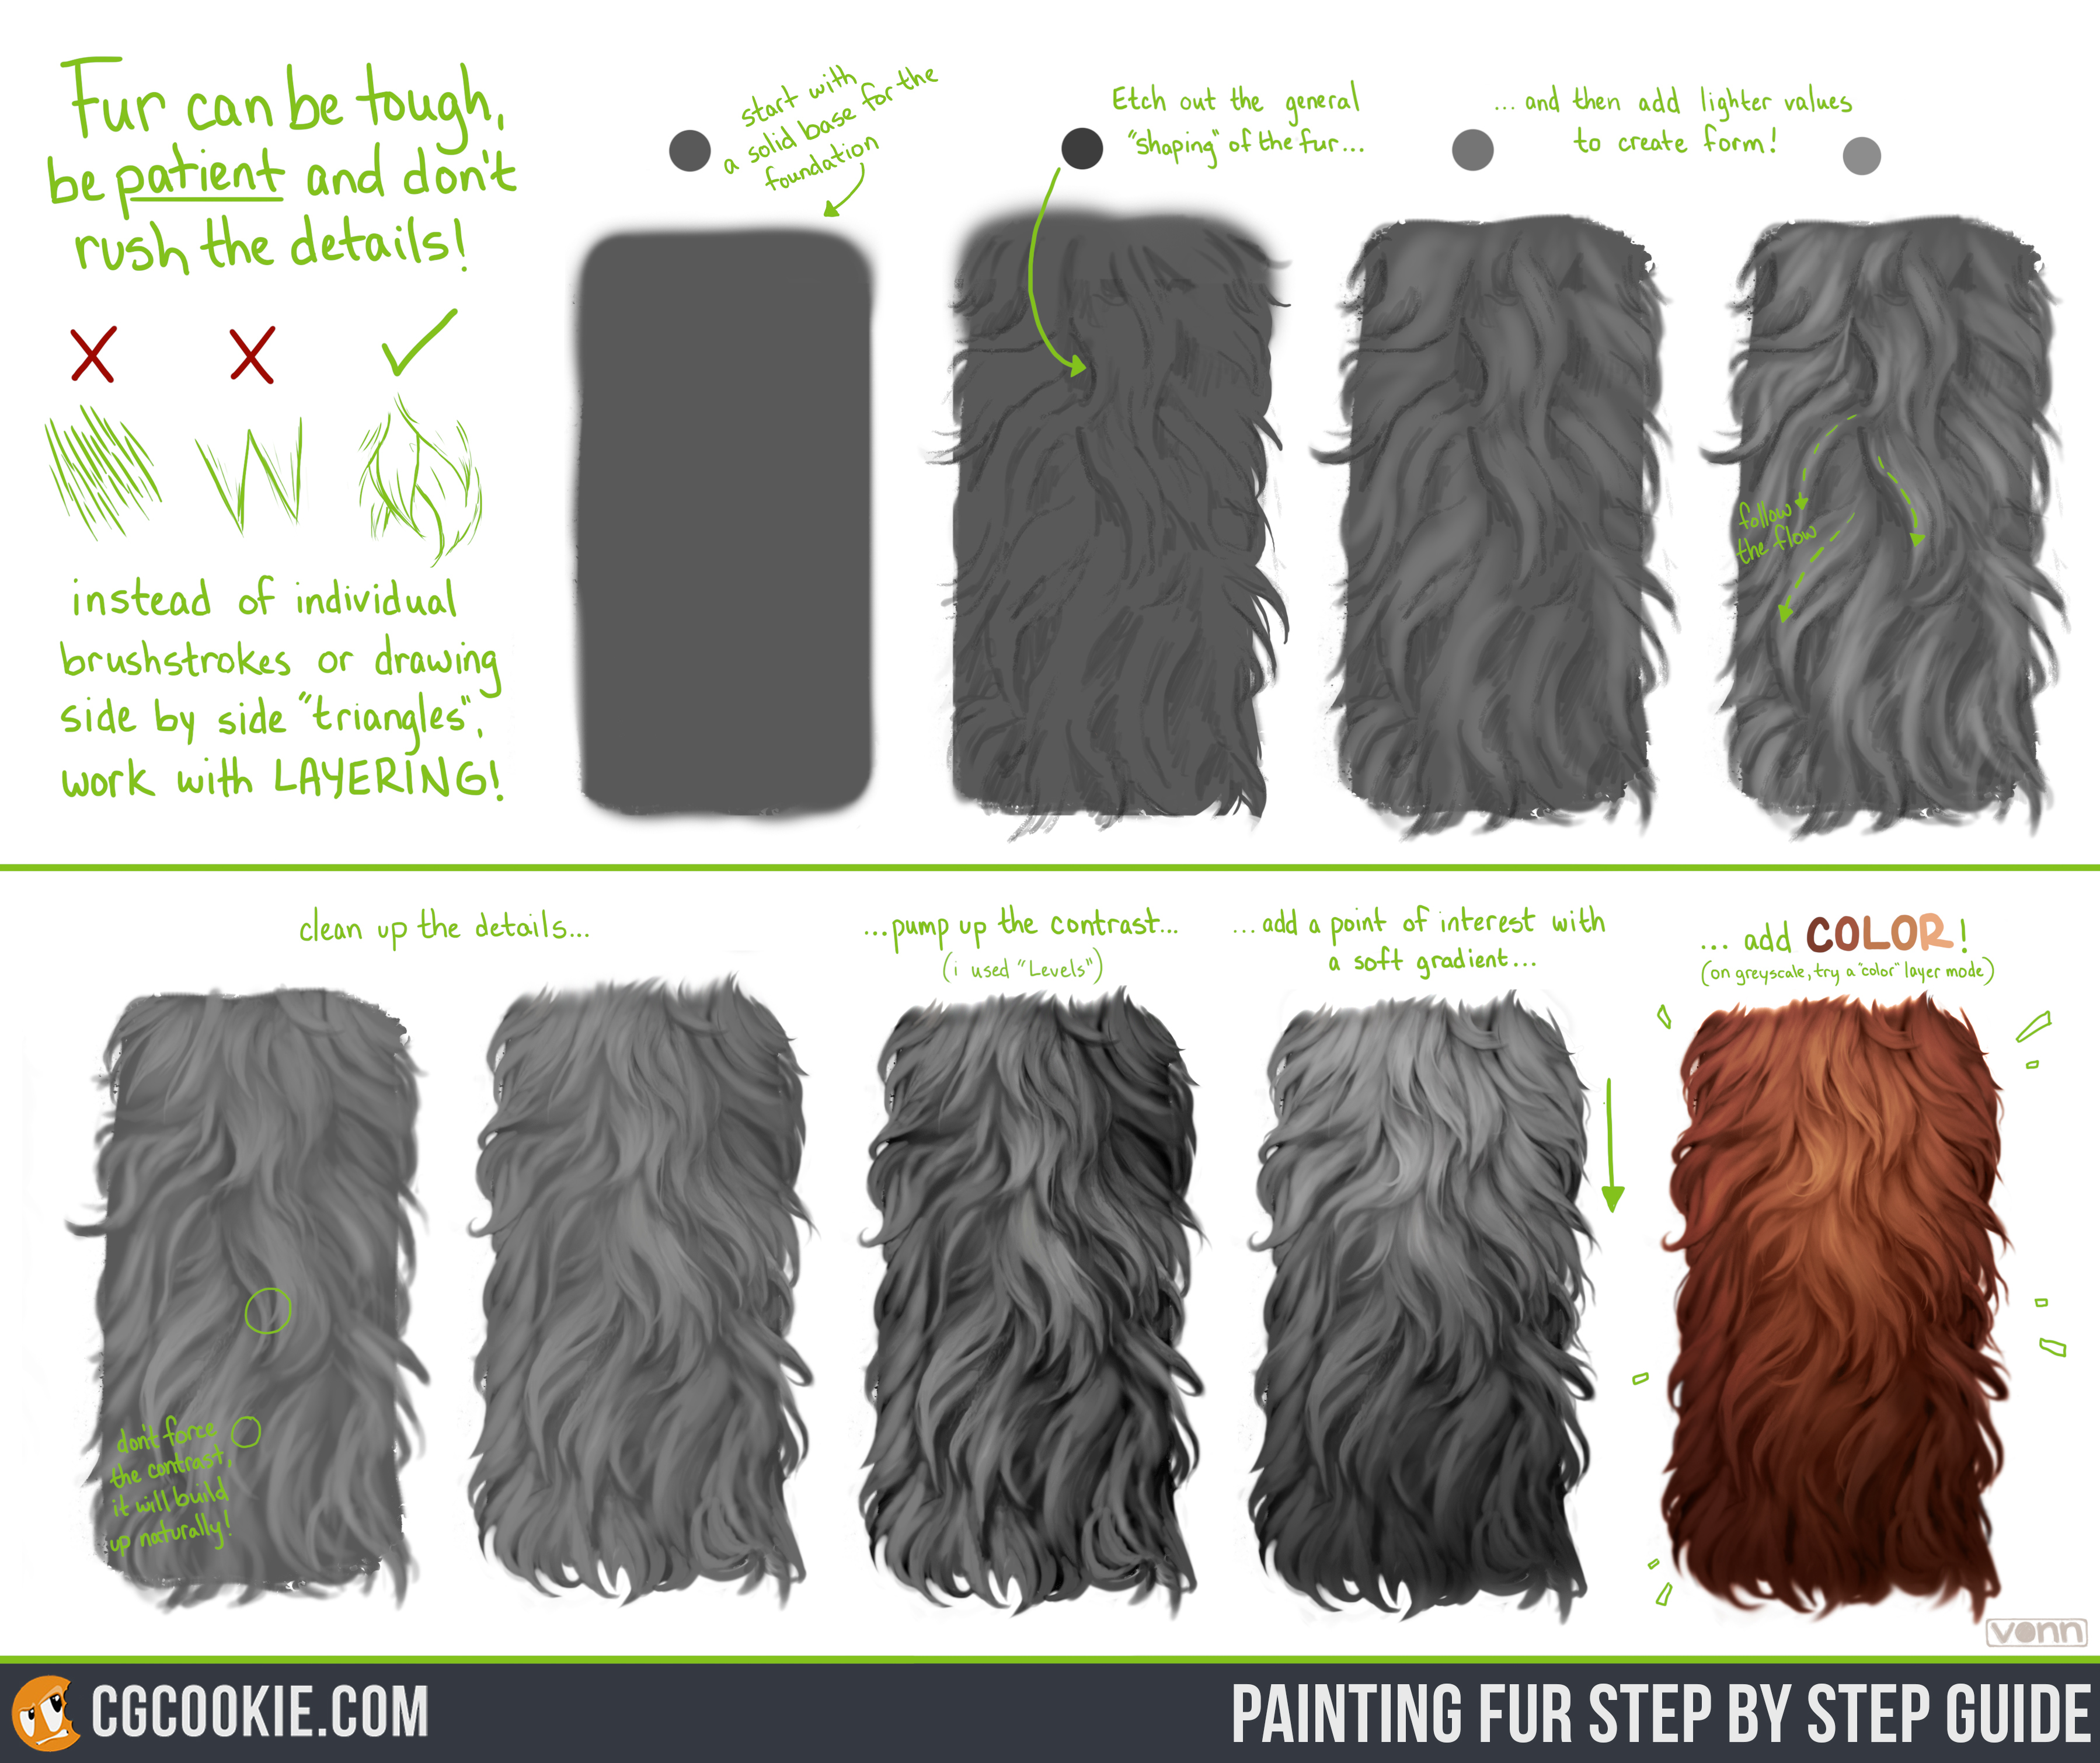 Fur can be tough,
be patient and don't
rush the details!
instead of individual
brushstrokes or drawing
side by side "triangles",
work with LAYERING!
start with
a solid base for the
foundation
Etch out the general
"shaping" of the fur...
... and then add lighter values
to create form!
follow
the flow
clean up the details...
don't force
the contrast,
it will build
up naturally!
...pump up the contrast...
(i used "Levels")
...add a point of interest with
a soft gradient...
... add COLOR!
(on greyscale, try a "color" layer mode)
vonn
CGCOOKIE.COM
PAINTING FUR STEP BY STEP GUIDE